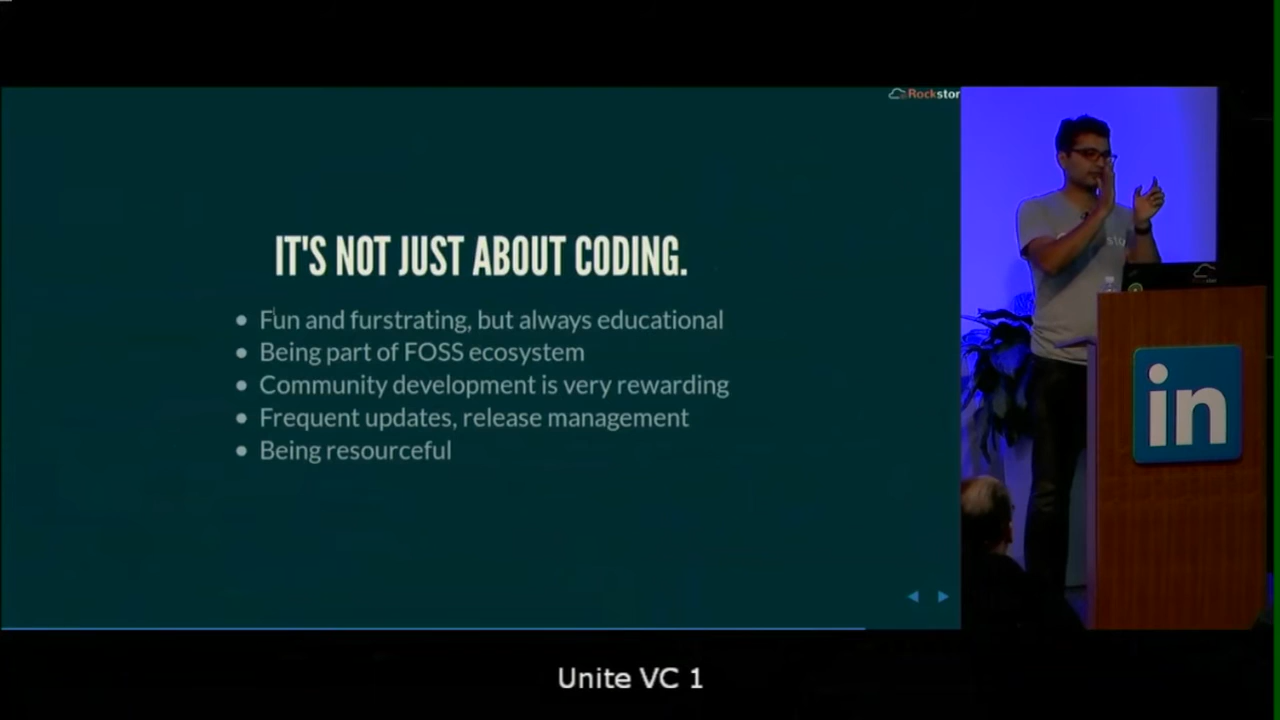 Rockstor
IT'S NOT JUST ABOUT CODING.
Fun and furstrating, but always educational
Being part of FOSS ecosystem
Community development is very rewarding
Frequent updates, release management
Being resourceful
in
Unite VC 1